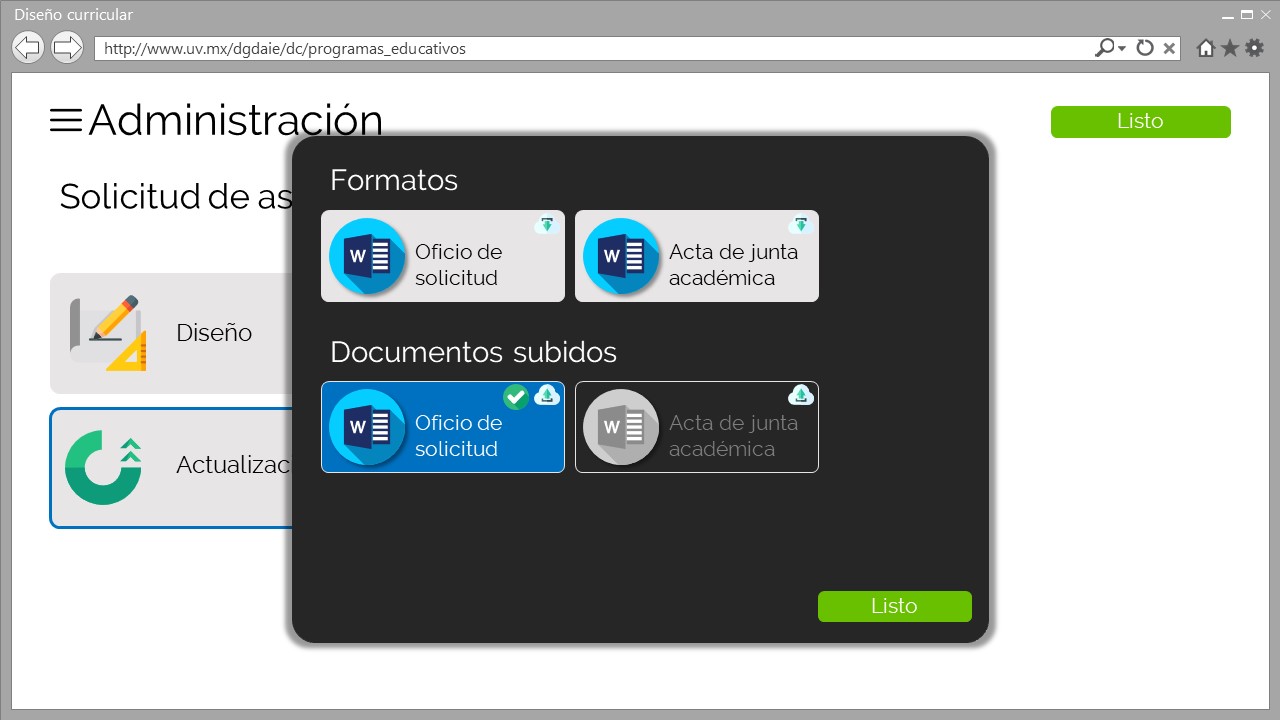 Diseño curricular
http://www.uv.mx/dgdaie/dc/programas_educativos
Administración
Listo
Solicitud de as
Diseño
Actualizac
Formatos
W
Oficio de
solicitud
W
Acta de junta
académica
Documentos subidos
W
Oficio de
solicitud
W
Acta de junta
académica
Listo